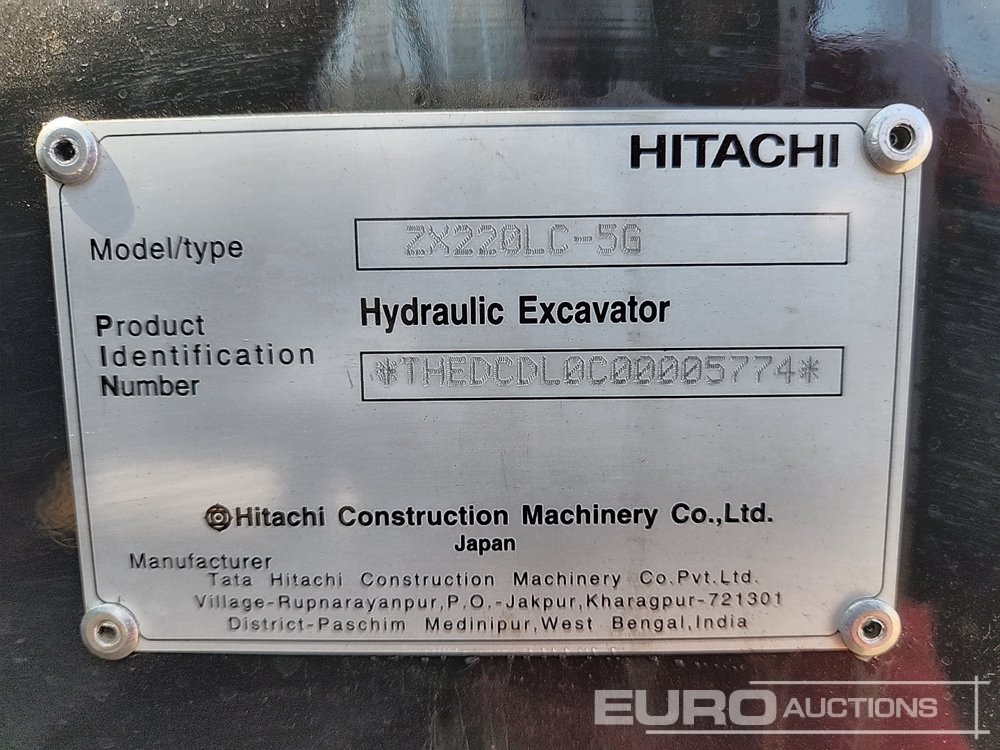 HITACHI
Model/type ZX220LC-5G
Hydraulic Excavator
Product
Identification
Number
*THEDCDL0C00005774*
Hitachi Construction Machinery Co.,Ltd.
Japan
Manufacturer
Tata Hitachi Construction Machinery Co.Pvt.Ltd.
Village-Rupnarayanpur,P.O.-Jakpur,Kharagpur-721301
District-Paschim Medinipur,West Bengal,India
EURO AUCTIONS